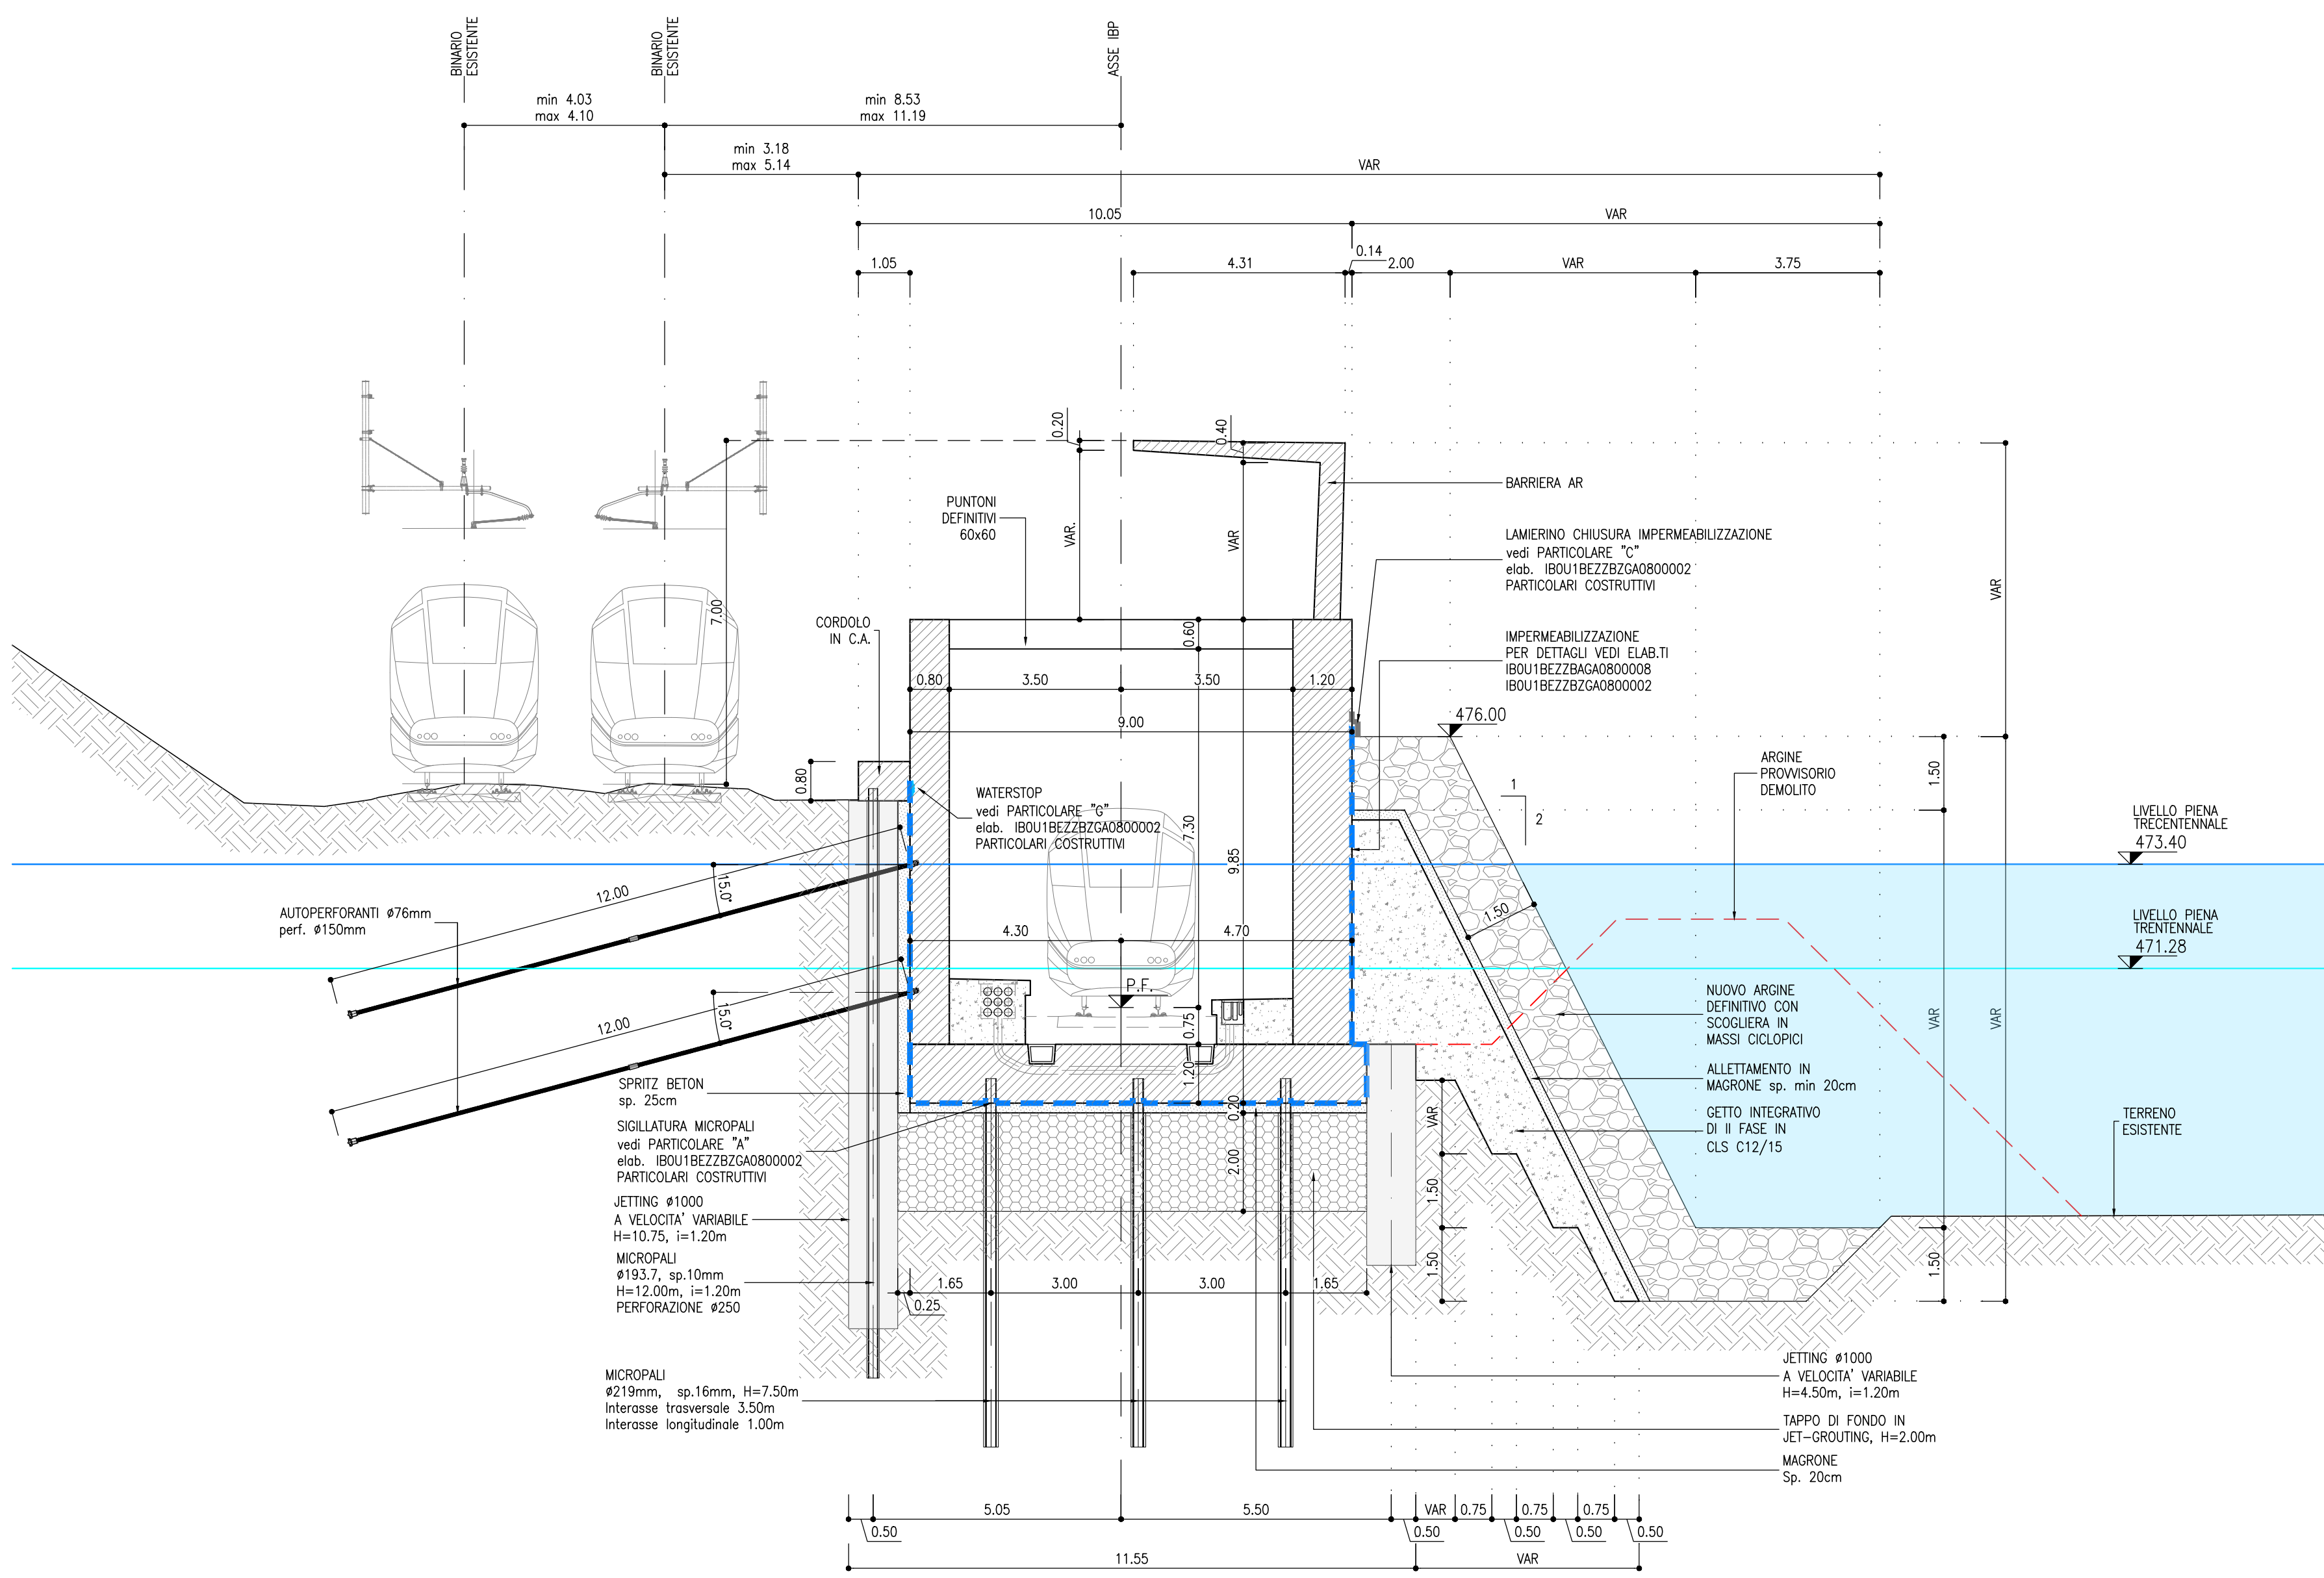 BINARIO
ESISTENTE
BINARIO
ESISTENTE
ASSE IBP
min 4.03
max 4.10
min 8.53
max 11.19
min 3.18
max 5.14
VAR
10.05
VAR
1.05
4.31
0.14
2.00
VAR
3.75
0.20
0.40
7.00
VAR.
VAR
VAR
PUNTONI
DEFINITIVI
60x60
BARRIERA AR
LAMIERINO CHIUSURA IMPERMEABILIZZAZIONE
vedi PARTICOLARE "C"
elab. IB0U1BEZZBZGA0800002
PARTICOLARI COSTRUTTIVI
CORDOLO
IN C.A.
0.60
IMPERMEABILIZZAZIONE
PER DETTAGLI VEDI ELAB.TI
IB0U1BEZZBAGA0800008
IB0U1BEZZBZGA0800002
0.80
3.50
3.50
1.20
9.00
476.00
0.80
WATERSTOP
vedi PARTICOLARE "G"
elab. IB0U1BEZZBZGA0800002
PARTICOLARI COSTRUTTIVI
7.30
9.85
1
2
ARGINE
PROVVISORIO
DEMOLITO
1.50
LIVELLO PIENA
TRECENTENNALE
473.40
12.00
15.0°
AUTOPERFORANTI ø76mm
perf. ø150mm
1.50
4.30
4.70
LIVELLO PIENA
TRENTENNALE
471.28
P.F.
12.00
15.0°
0.75
1.20
NUOVO ARGINE
DEFINITIVO CON
SCOGLIERA IN
MASSI CICLOPICI
VAR
VAR
ALLETTAMENTO IN
MAGRONE sp. min 20cm
SPRITZ BETON
sp. 25cm
0.20
VAR
GETTO INTEGRATIVO
DI II FASE IN
CLS C12/15
TERRENO
ESISTENTE
SIGILLATURA MICROPALI
vedi PARTICOLARE "A"
elab. IB0U1BEZZBZGA0800002
PARTICOLARI COSTRUTTIVI
2.00
1.50
JETTING ø1000
A VELOCITA' VARIABILE
H=10.75, i=1.20m
1.50
1.50
MICROPALI
ø193.7, sp.10mm
H=12.00m, i=1.20m
PERFORAZIONE ø250
1.65
3.00
3.00
1.65
0.25
MICROPALI
ø219mm, sp.16mm, H=7.50m
Interasse trasversale 3.50m
Interasse longitudinale 1.00m
JETTING ø1000
A VELOCITA' VARIABILE
H=4.50m, i=1.20m
TAPPO DI FONDO IN
JET-GROUTING, H=2.00m
MAGRONE
Sp. 20cm
5.05
5.50
VAR
0.75
0.75
0.75
0.50
0.50
0.50
0.50
0.50
11.55
VAR